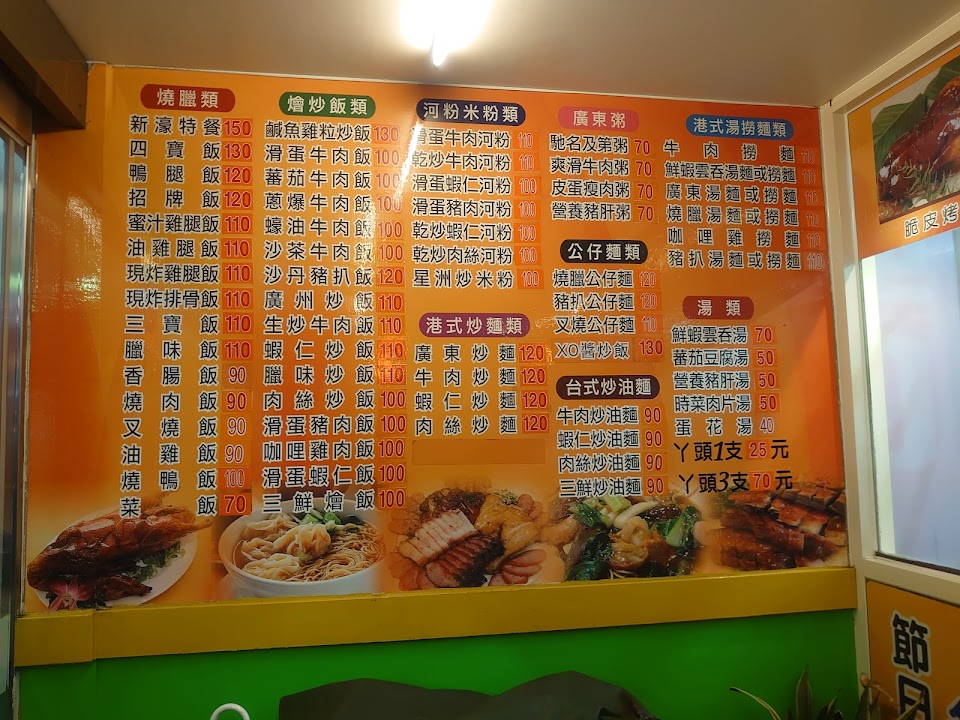 燒臘類
新濠特餐 150
四寶飯 130
鴨腿飯 120
招牌飯 120
蜜汁雞腿飯 110
油雞腿飯 110
現炸雞腿飯 110
現炸排骨飯 110
三寶飯 110
臘味飯 110
香腸飯 90
燒肉飯 90
叉燒飯 90
油雞飯 90
燒鴨飯 100
菜飯 70
燴炒飯類
鹹魚雞粒炒飯 130
滑蛋牛肉飯 100
蕃茄牛肉飯 100
蔥爆牛肉飯 100
蠔油牛肉飯 100
沙茶牛肉飯 100
沙丹豬扒飯 120
廣州炒飯 110
生炒牛肉飯 110
蝦仁炒飯 110
臘味炒飯 110
肉絲炒飯 100
滑蛋豬肉飯 100
咖哩雞肉飯 100
滑蛋蝦仁飯 100
三鮮燴飯 100
河粉米粉類
滑蛋牛肉河粉 110
乾炒牛肉河粉 110
滑蛋蝦仁河粉 100
滑蛋豬肉河粉 100
乾炒蝦仁河粉 100
乾炒肉絲河粉 100
星洲炒米粉 100
港式炒麵類
廣東炒麵 120
牛肉炒麵 120
蝦仁炒麵 120
肉絲炒麵 120
廣東粥
馳名及第粥 70
爽滑牛肉粥 70
皮蛋瘦肉粥 70
營養豬肝粥 70
公仔麵類
燒臘公仔麵 120
豬扒公仔麵 120
叉燒公仔麵 110
XO醬炒飯 130
台式炒油麵
牛肉炒油麵 90
蝦仁炒油麵 90
肉絲炒油麵 90
三鮮炒油麵 90
港式湯撈麵類
牛肉撈麵 110
鮮蝦雲吞湯麵或撈麵 110
廣東湯麵或撈麵 110
燒臘湯麵或撈麵 110
咖哩雞撈麵 110
豬扒湯麵或撈麵 110
湯類
鮮蝦雲吞湯 70
蕃茄豆腐湯 50
營養豬肝湯 50
時菜肉片湯 50
蛋花湯 40
丫頭1支 25 元
丫頭3支 70 元
脆皮烤
節日